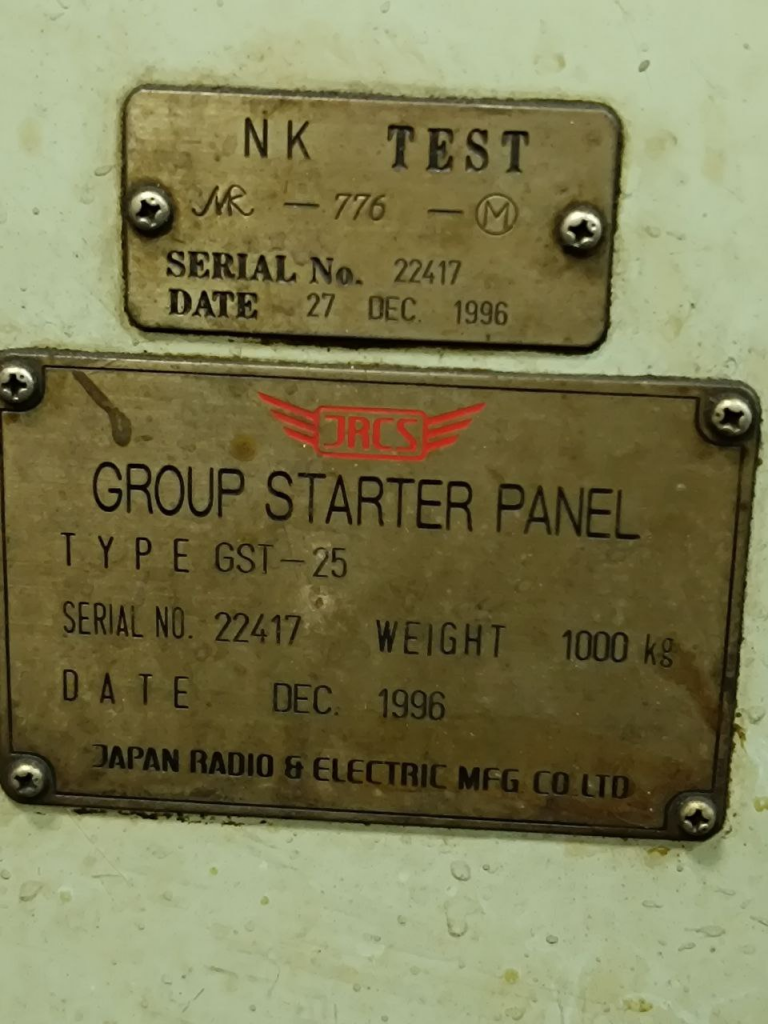 NK TEST
NR - 776 - M
SERIAL No. 22417
DATE 27 DEC. 1996
JRCS
GROUP STARTER PANEL
TYPE GST-25
SERIAL NO. 22417 WEIGHT 1000 kg
DATE DEC. 1996
JAPAN RADIO & ELECTRIC MFG CO LTD